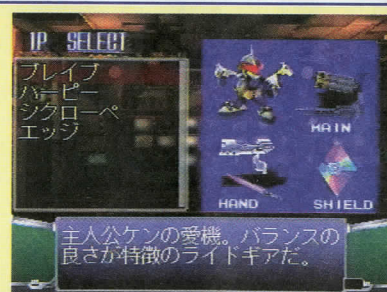 1P SELECT
ブレイブ
ハーピー
シクローペ
エッジ
MAIN
HAND
SHIELD
主人公ケンの愛機。バランスの
良さが特徴のライドギアだ。